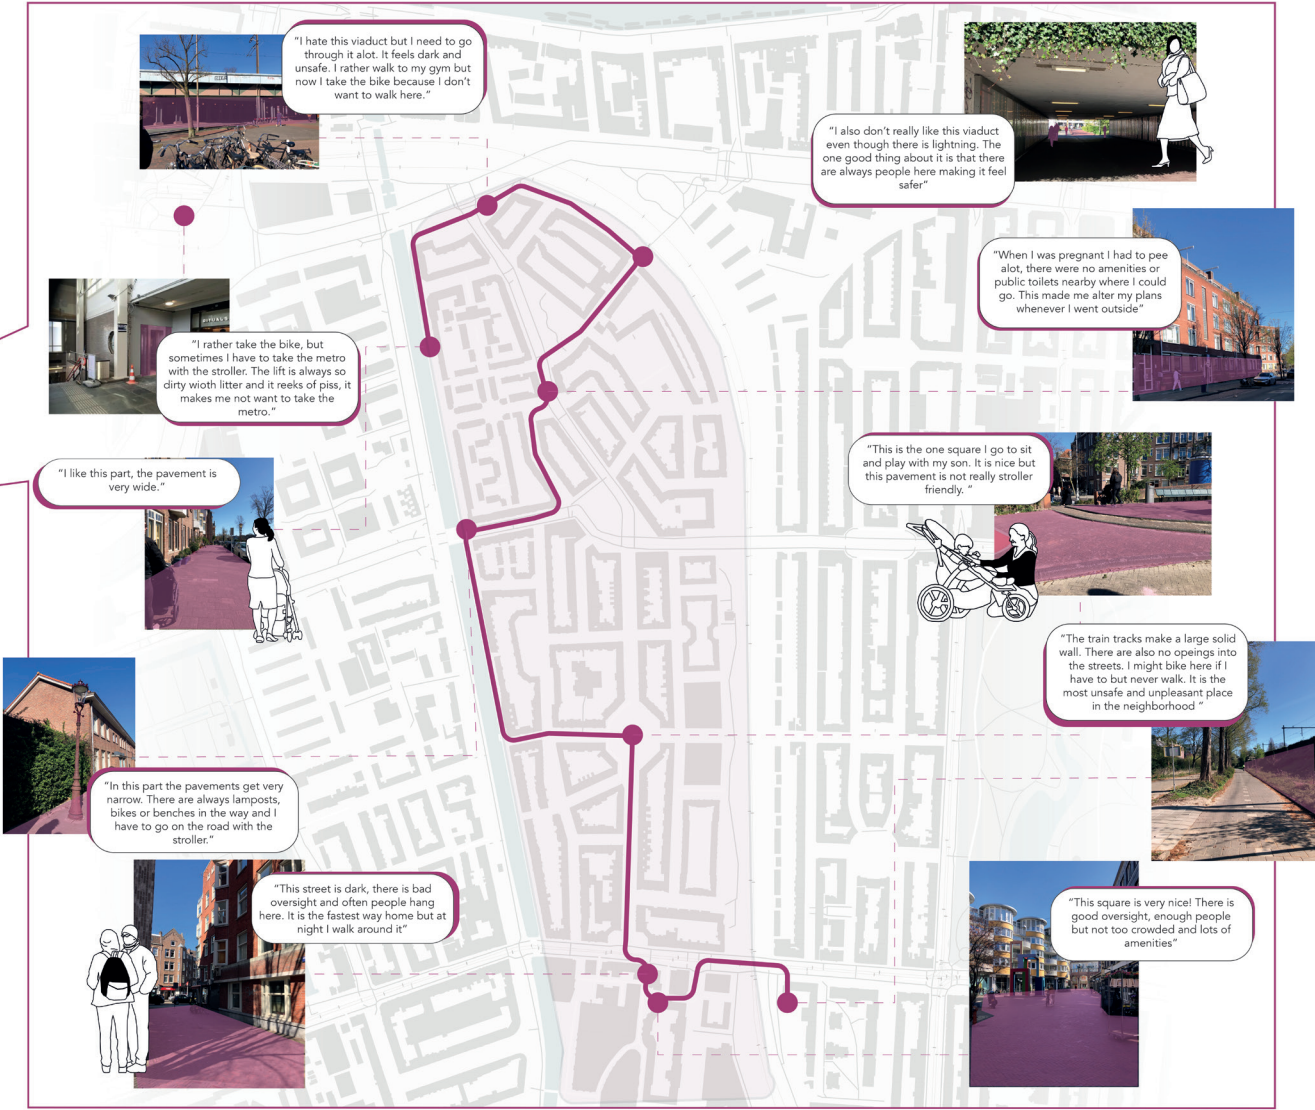 "I hate this viaduct but I need to go
through it alot. It feels dark and
unsafe. I rather walk to my gym but
now I take the bike because I don't
want to walk here."
"I also don't really like this viaduct
even though there is lightning. The
one good thing about it is that there
are always people here making it feel
safer"
"When I was pregnant I had to pee
alot, there were no amenities or
public toilets nearby where I could
go. This made me alter my plans
whenever I went outside"
"I rather take the bike, but
sometimes I have to take the metro
with the stroller. The lift is always so
dirty wioth litter and it reeks of piss, it
makes me not want to take the
metro."
"I like this part, the pavement is
very wide."
"This is the one square I go to sit
and play with my son. It is nice but
this pavement is not really stroller
friendly. "
"The train tracks make a large solid
wall. There are also no opeings into
the streets. I might bike here if I
have to but never walk. It is the
most unsafe and unpleasant place
in the neighborhood "
"In this part the pavements get very
narrow. There are always lamposts,
bikes or benches in the way and I
have to go on the road with the
stroller."
"This street is dark, there is bad
oversight and often people hang
here. It is the fastest way home but at
night I walk around it"
"This square is very nice! There is
good oversight, enough people
but not too crowded and lots of
amenities"